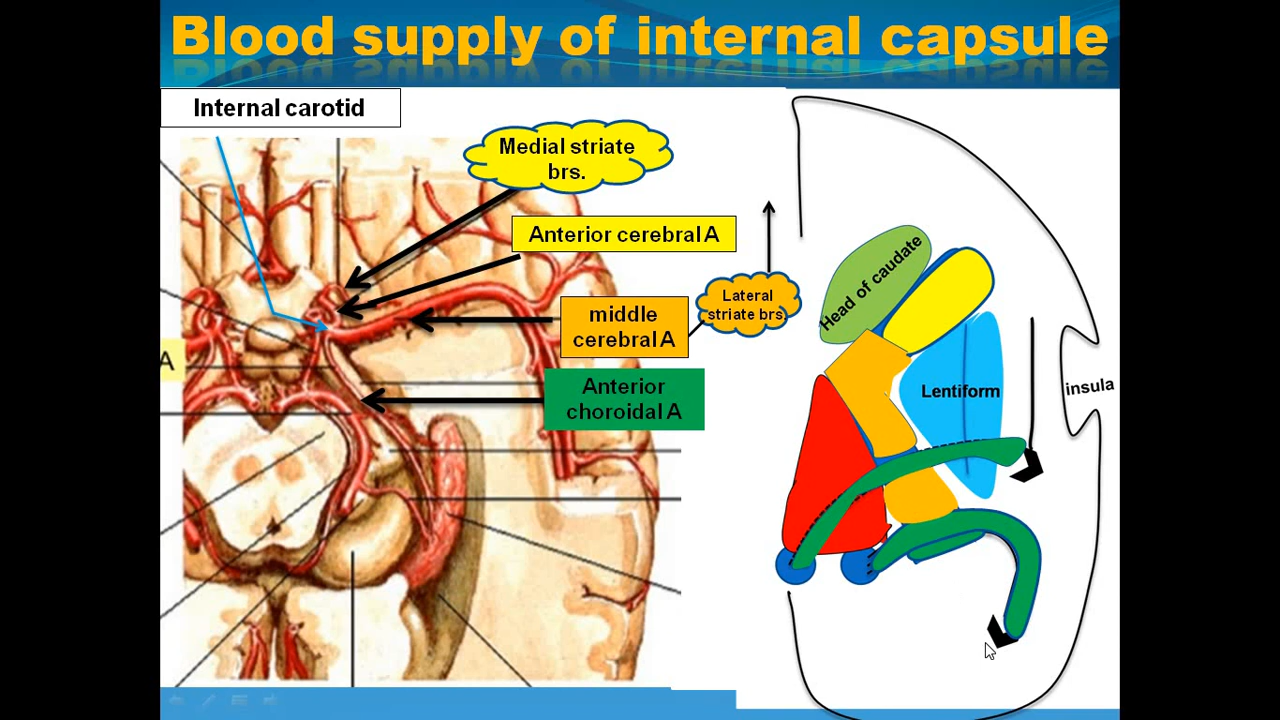 Blood supply of internal capsule
Internal carotid
Medial striate
brs.
Anterior cerebral A
middle
cerebral A
Lateral
striate brs.
Anterior
choroidal A
A
Head of caudate
Lentiform
insula